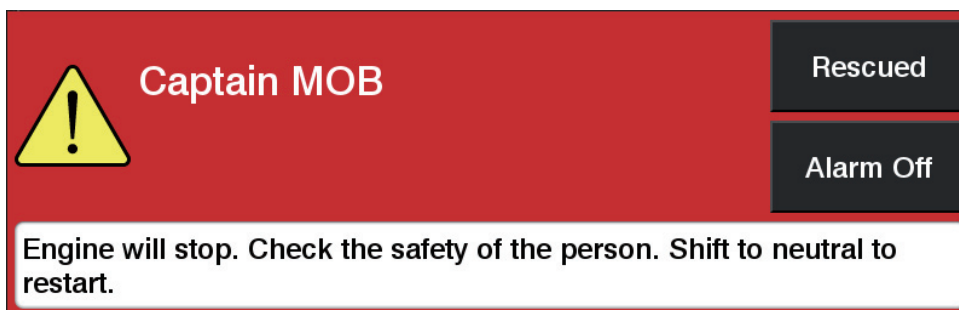 Captain MOB
Rescued
Alarm Off
Engine will stop. Check the safety of the person. Shift to neutral to
restart.